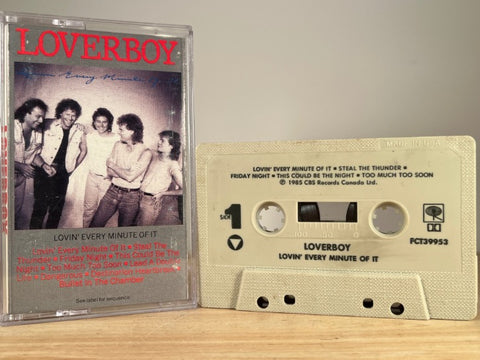 LOVERBOY
Lovin' Every Minute Of It
LOVIN' EVERY MINUTE OF IT
Lovin' Every Minute Of It • Steal The
Thunder • Friday Night • This Could Be The
Night • Too Much Too Soon • Lead A Double
Life • Dangerous • Destination Heartbreak •
Bullet In The Chamber
See label for sequence
LOVERBOY
MADE IN U.S.A.
LOVIN' EVERY MINUTE OF IT • STEAL THE THUNDER •
FRIDAY NIGHT • THIS COULD BE THE NIGHT • TOO MUCH TOO SOON
℗ 1985 CBS Records Canada Ltd.
SIDE 1
LOVERBOY
LOVIN' EVERY MINUTE OF IT
FCT39953